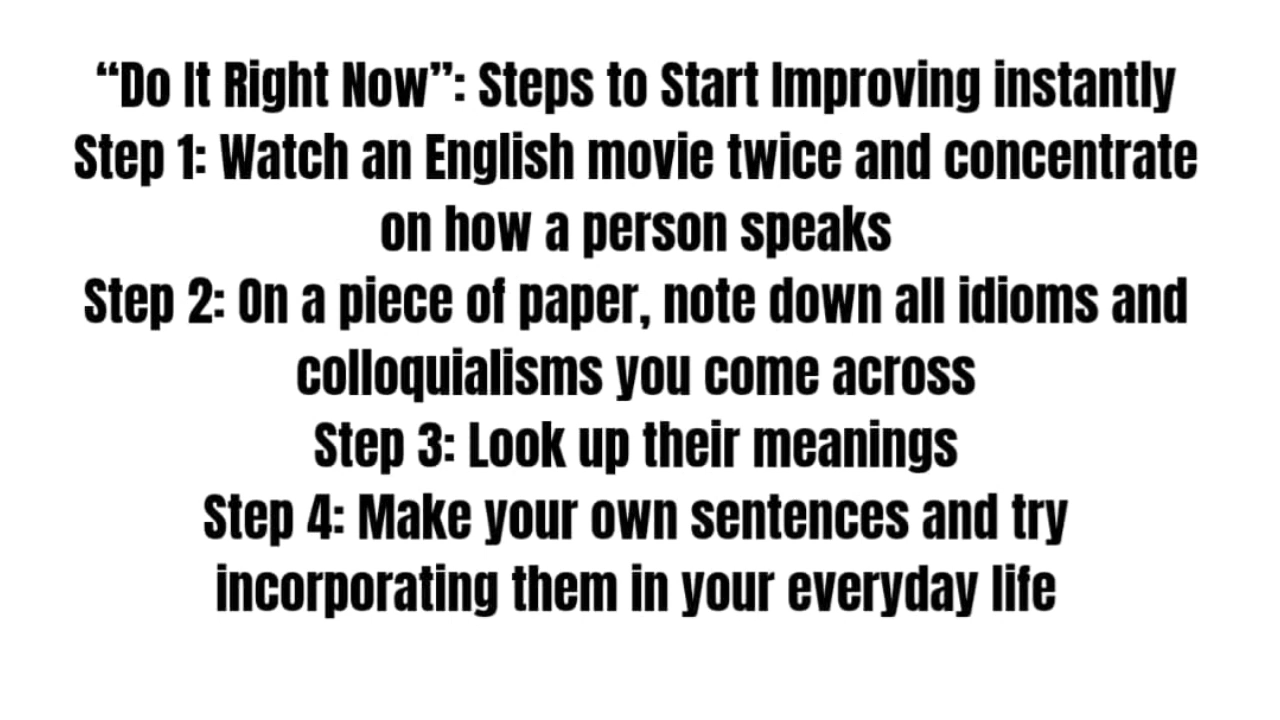 “Do It Right Now”: Steps to Start Improving instantly
Step 1: Watch an English movie twice and concentrate
on how a person speaks
Step 2: On a piece of paper, note down all idioms and
colloquialisms you come across
Step 3: Look up their meanings
Step 4: Make your own sentences and try
incorporating them in your everyday life